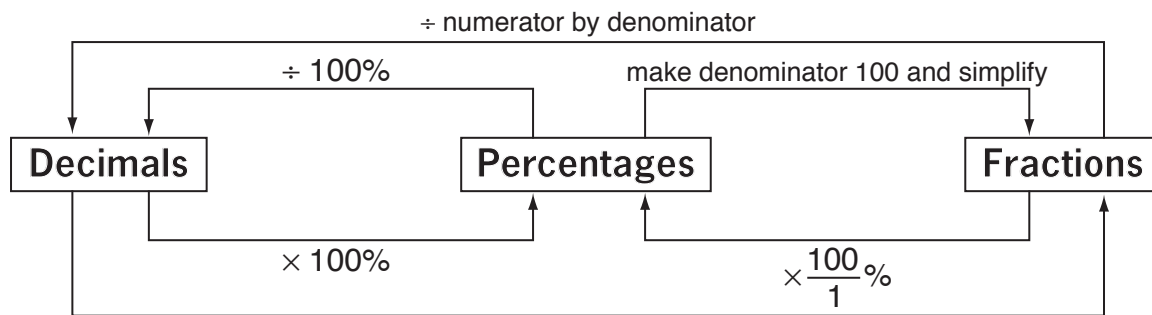 ÷ numerator by denominator
÷ 100%
make denominator 100 and simplify
Decimals
Percentages
Fractions
× 100%
× 100/1 %